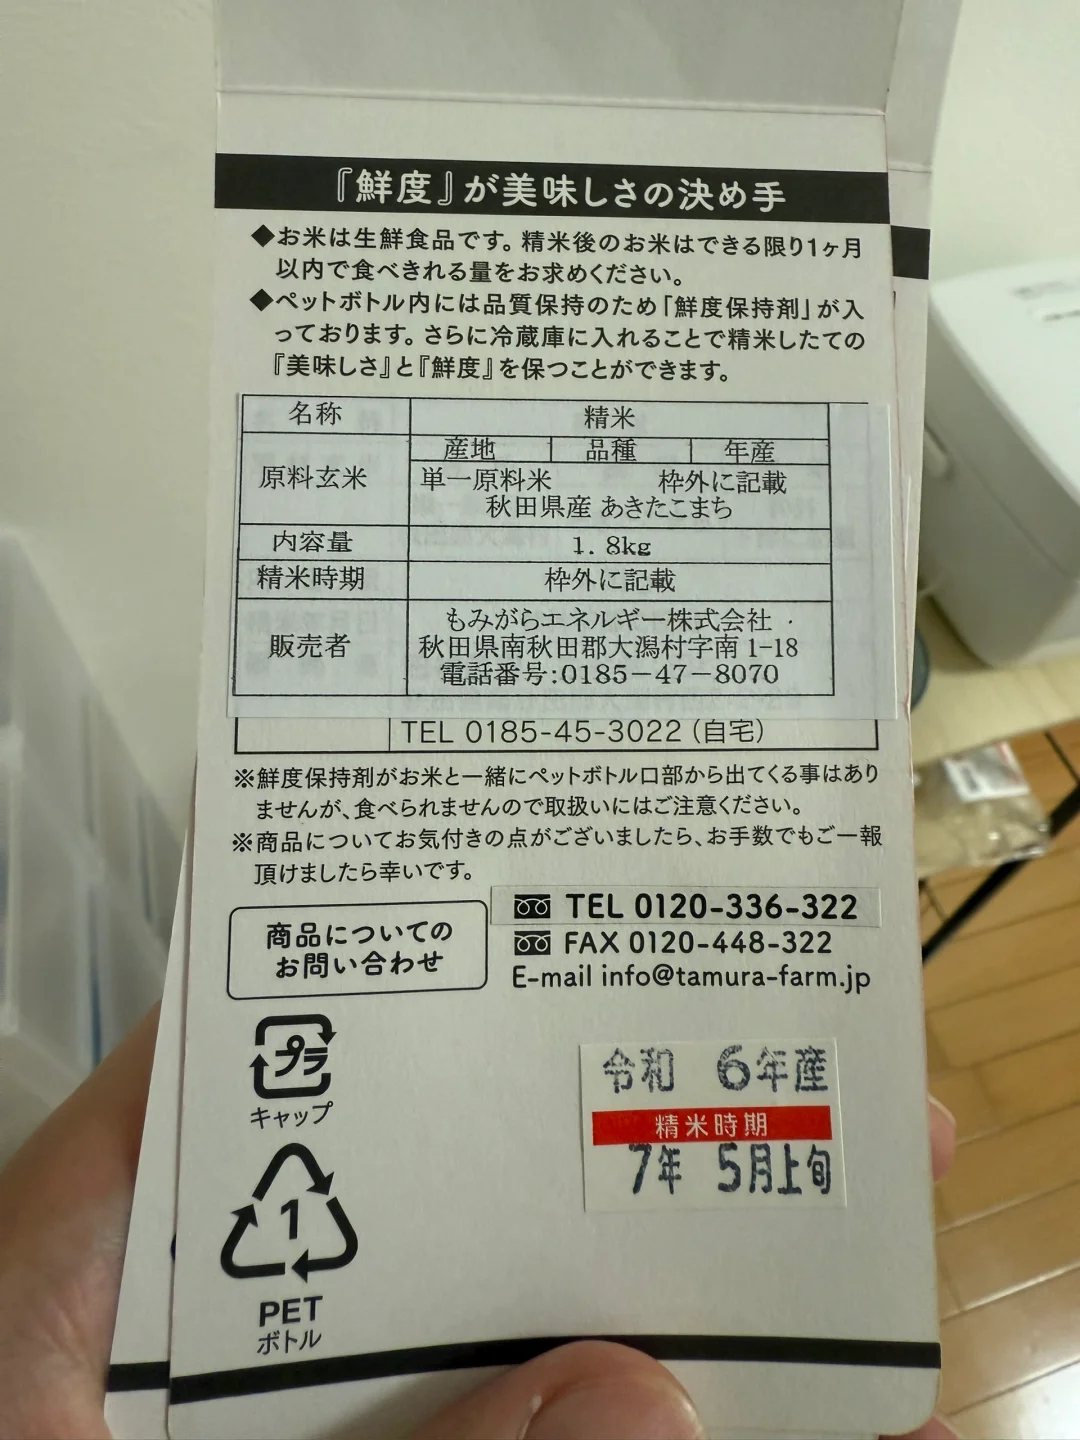 『鮮度』が美味しさの決め手
◆お米は生鮮食品です。精米後のお米はできる限り1ヶ月
以内で食べきれる量をお求めください。
◆ペットボトル内には品質保持のため「鮮度保持剤」が入
っております。さらに冷蔵庫に入れることで精米したての
『美味しさ』と『鮮度』を保つことができます。
名称 精米
原料玄米 産地 品種 年産
単一原料米 枠外に記載
秋田県産 あきたこまち
内容量 1.8kg
精米時期 枠外に記載
販売者 もみがらエネルギー株式会社
秋田県南秋田郡大潟村字南1-18
電話番号:0185-47-8070
TEL 0185-45-3022（自宅）
※鮮度保持剤がお米と一緒にペットボトル口部から出てくる事はあり
ませんが、食べられませんので取扱いにはご注意ください。
※商品についてお気付きの点がございましたら、お手数でもご一報
頂けましたら幸いです。
商品についての
お問い合わせ
TEL 0120-336-322
FAX 0120-448-322
E-mail info@tamura-farm.jp
プラ
キャップ
1
PET
ボトル
令和 6年産
精米時期
7年 5月上旬